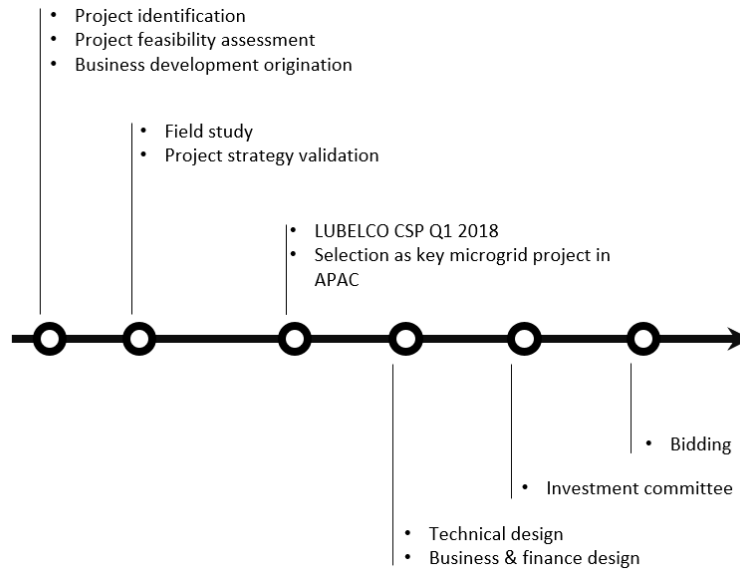 • Project identification
• Project feasibility assessment
• Business development origination
• Field study
• Project strategy validation
• LUBELCO CSP Q1 2018
• Selection as key microgrid project in
APAC
• Bidding
• Investment committee
• Technical design
• Business & finance design